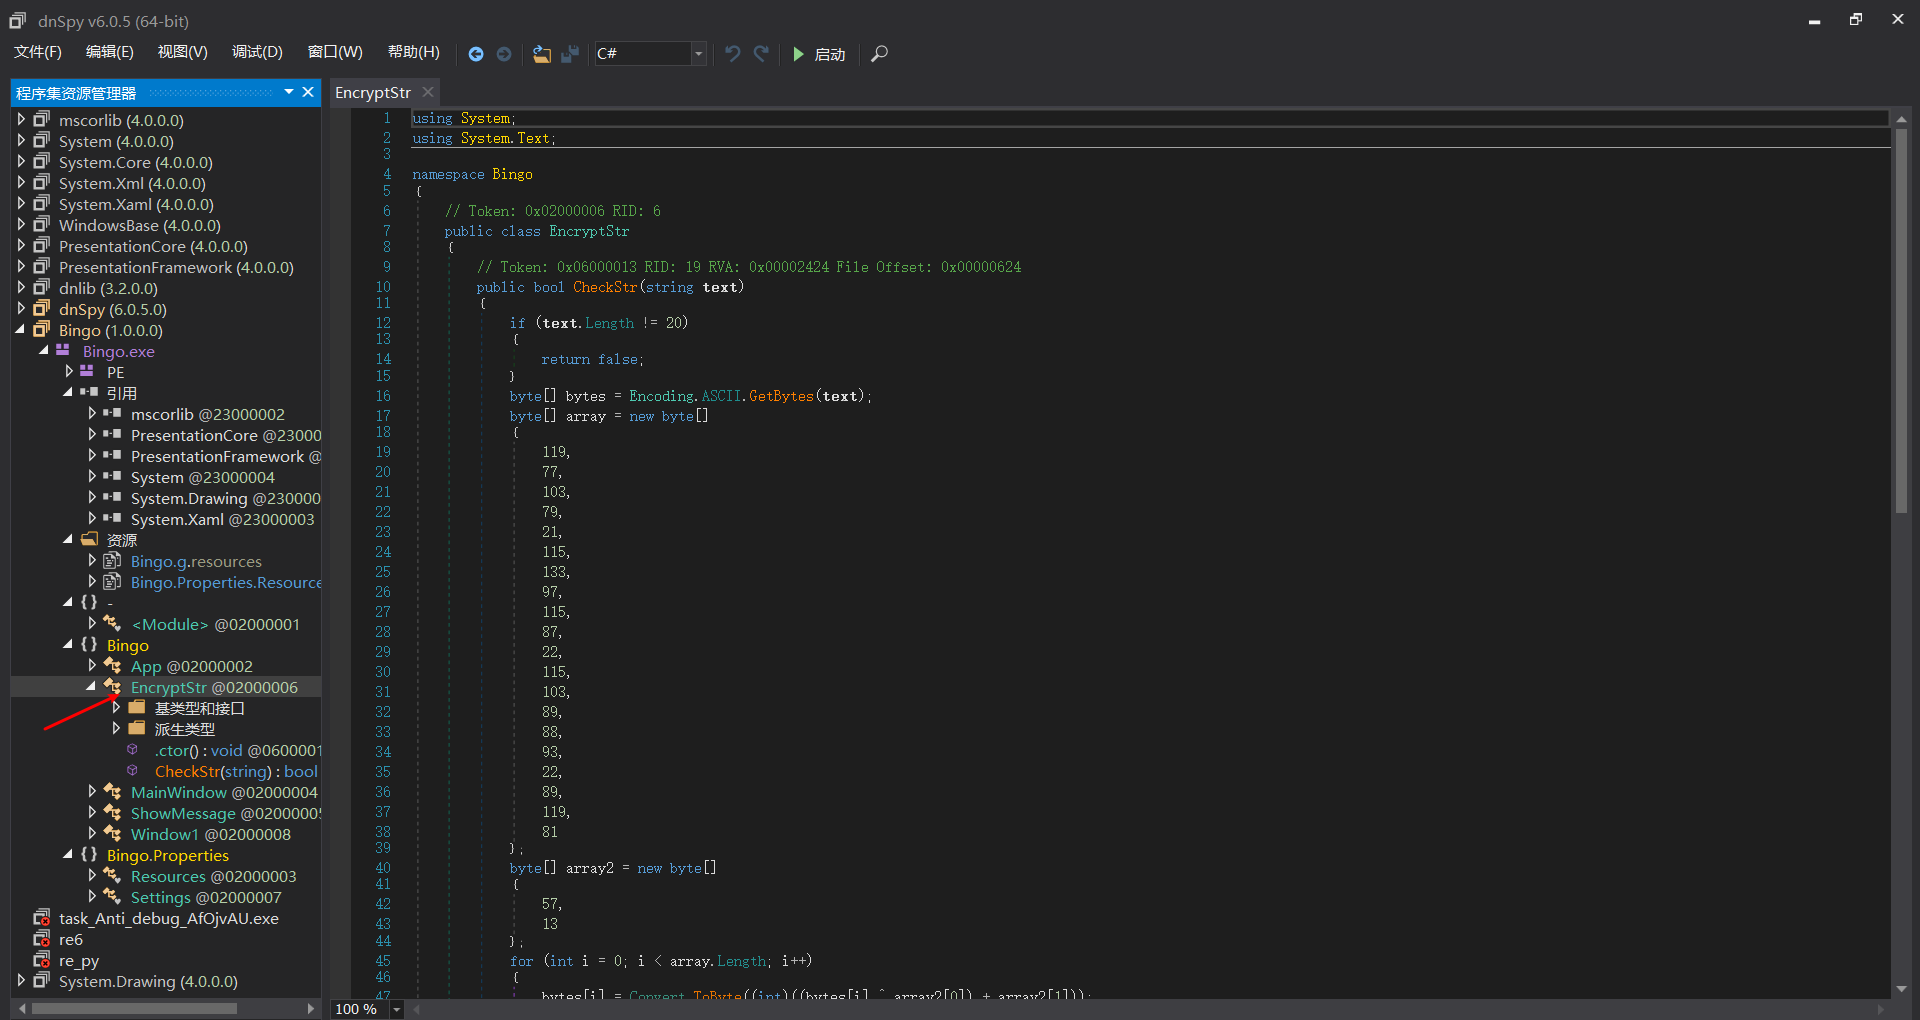 dnSpy v6.0.5 (64-bit)
文件(F) 编辑(E) 视图(V) 调试(D) 窗口(W) 帮助(H) C# 启动
程序集资源管理器
mscorlib (4.0.0.0)
System (4.0.0.0)
System.Core (4.0.0.0)
System.Xml (4.0.0.0)
System.Xaml (4.0.0.0)
WindowsBase (4.0.0.0)
PresentationCore (4.0.0.0)
PresentationFramework (4.0.0.0)
dnlib (3.2.0.0)
dnSpy (6.0.5.0)
Bingo (1.0.0.0)
Bingo.exe
PE
引用
mscorlib @23000002
PresentationCore @23000
PresentationFramework @
System @23000004
System.Drawing @230000
System.Xaml @23000003
资源
Bingo.g.resources
Bingo.Properties.Resource
{ } -
<Module> @02000001
{ } Bingo
App @02000002
EncryptStr @02000006
基类型和接口
派生类型
.ctor() : void @0600001
CheckStr(string) : bool
MainWindow @02000004
ShowMessage @02000005
Window1 @02000008
{ } Bingo.Properties
Resources @02000003
Settings @02000007
task_Anti_debug_AfOjvAU.exe
re6
re_py
System.Drawing (4.0.0.0)
EncryptStr
1 using System;
2 using System.Text;
3
4 namespace Bingo
5 {
6 // Token: 0x02000006 RID: 6
7 public class EncryptStr
8 {
9 // Token: 0x06000013 RID: 19 RVA: 0x00002424 File Offset: 0x00000624
10 public bool CheckStr(string text)
11 {
12 if (text.Length != 20)
13 {
14 return false;
15 }
16 byte[] bytes = Encoding.ASCII.GetBytes(text);
17 byte[] array = new byte[]
18 {
19 119,
20 77,
21 103,
22 79,
23 21,
24 115,
25 133,
26 97,
27 115,
28 87,
29 22,
30 115,
31 103,
32 89,
33 88,
34 93,
35 22,
36 89,
37 119,
38 81
39 };
40 byte[] array2 = new byte[]
41 {
42 57,
43 13
44 };
45 for (int i = 0; i < array.Length; i++)
46 {
47 bytes[i] = Convert.ToByte((int)((bytes[i] ^ array2[0]) + array2[1]));
100 %